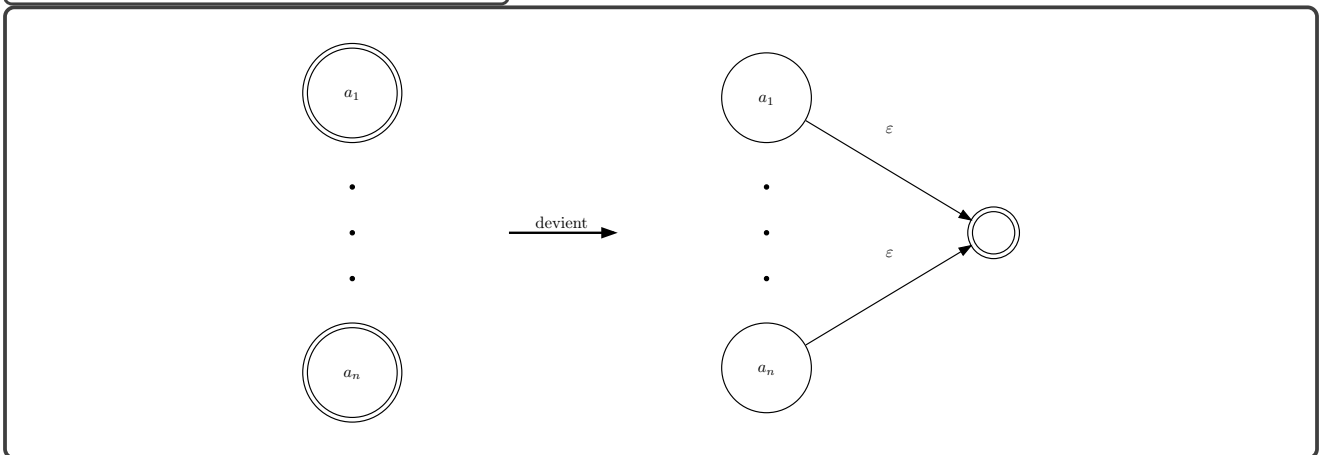 a₁
aₙ
devient
a₁
aₙ
ε
ε